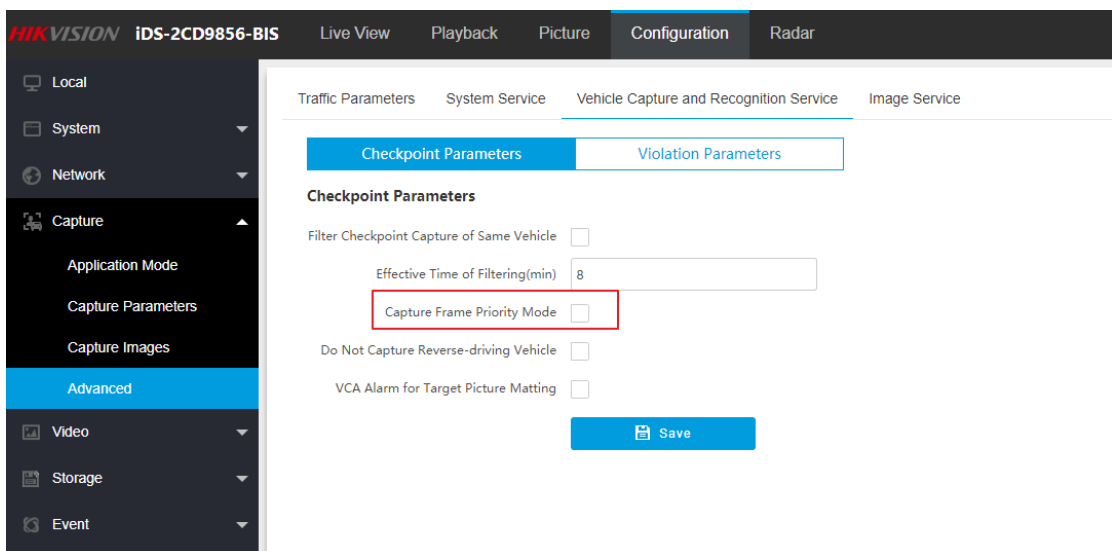 HIKVISION iDS-2CD9856-BIS Live View Playback Picture Configuration Radar
Local
System
Network
Capture
Application Mode
Capture Parameters
Capture Images
Advanced
Video
Storage
Event
Traffic Parameters System Service Vehicle Capture and Recognition Service Image Service
Checkpoint Parameters Violation Parameters
Checkpoint Parameters
Filter Checkpoint Capture of Same Vehicle
Effective Time of Filtering(min) 8
Capture Frame Priority Mode
Do Not Capture Reverse-driving Vehicle
VCA Alarm for Target Picture Matting
Save